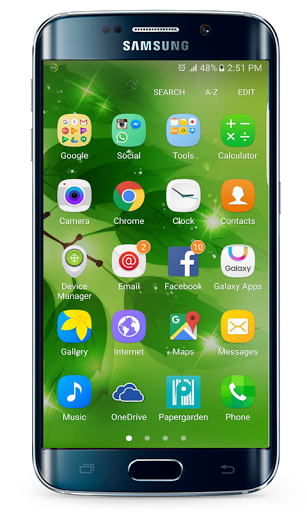 SAMSUNG
48% 2:51 PM
SEARCH A-Z EDIT
Google Social Tools Calculator
Camera Chrome Clock Contacts
2 10
Galaxy
Device Manager Email Facebook Galaxy Apps
Gallery Internet Maps Messages
Music OneDrive Papergarden Phone